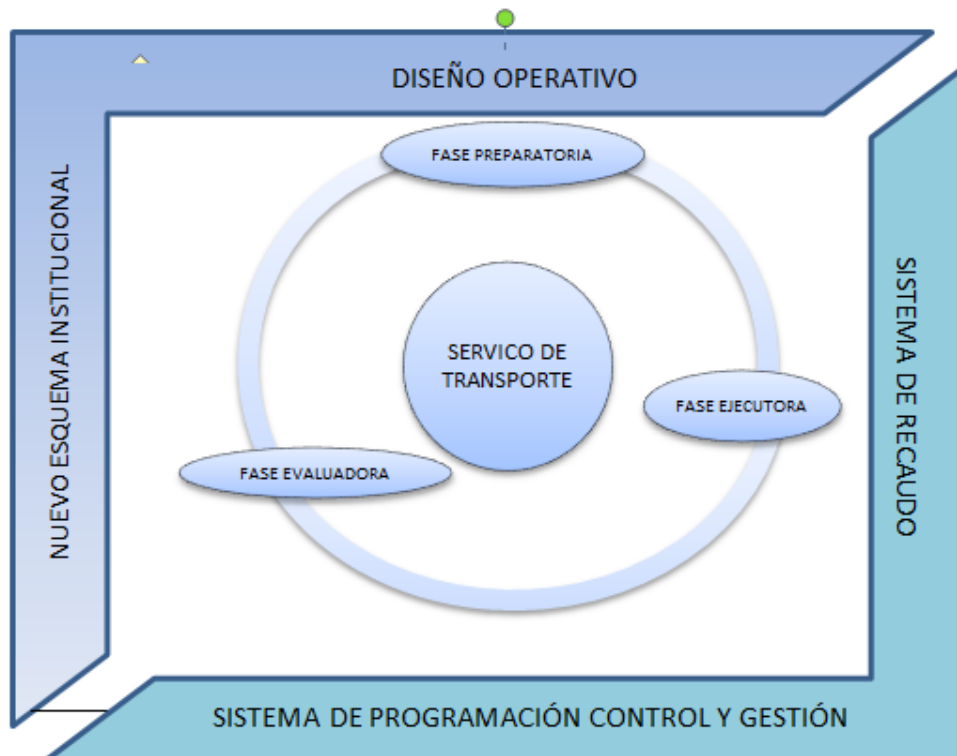 DISEÑO OPERATIVO
FASE PREPARATORIA
NUEVO ESQUEMA INSTITUCIONAL
SERVICO DE
TRANSPORTE
SISTEMA DE RECAUDO
FASE EJECUTORA
FASE EVALUADORA
SISTEMA DE PROGRAMACIÓN CONTROL Y GESTIÓN